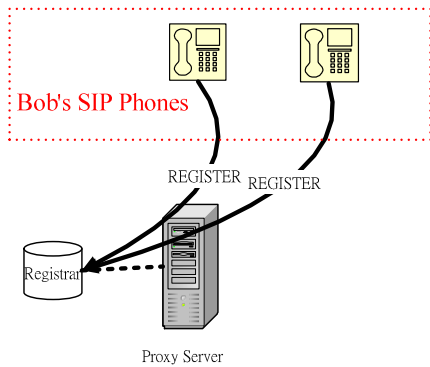 Bob's SIP Phones
REGISTER
REGISTER
Registrar
Proxy Server